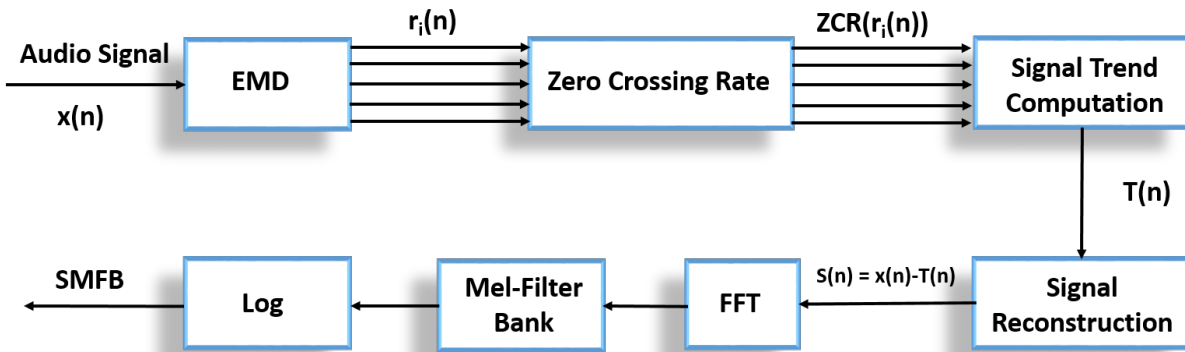 Audio Signal
x(n)
EMD
rᵢ(n)
Zero Crossing Rate
ZCR(rᵢ(n))
Signal Trend
Computation
T(n)
Signal
Reconstruction
S(n) = x(n)-T(n)
FFT
Mel-Filter
Bank
Log
SMFB